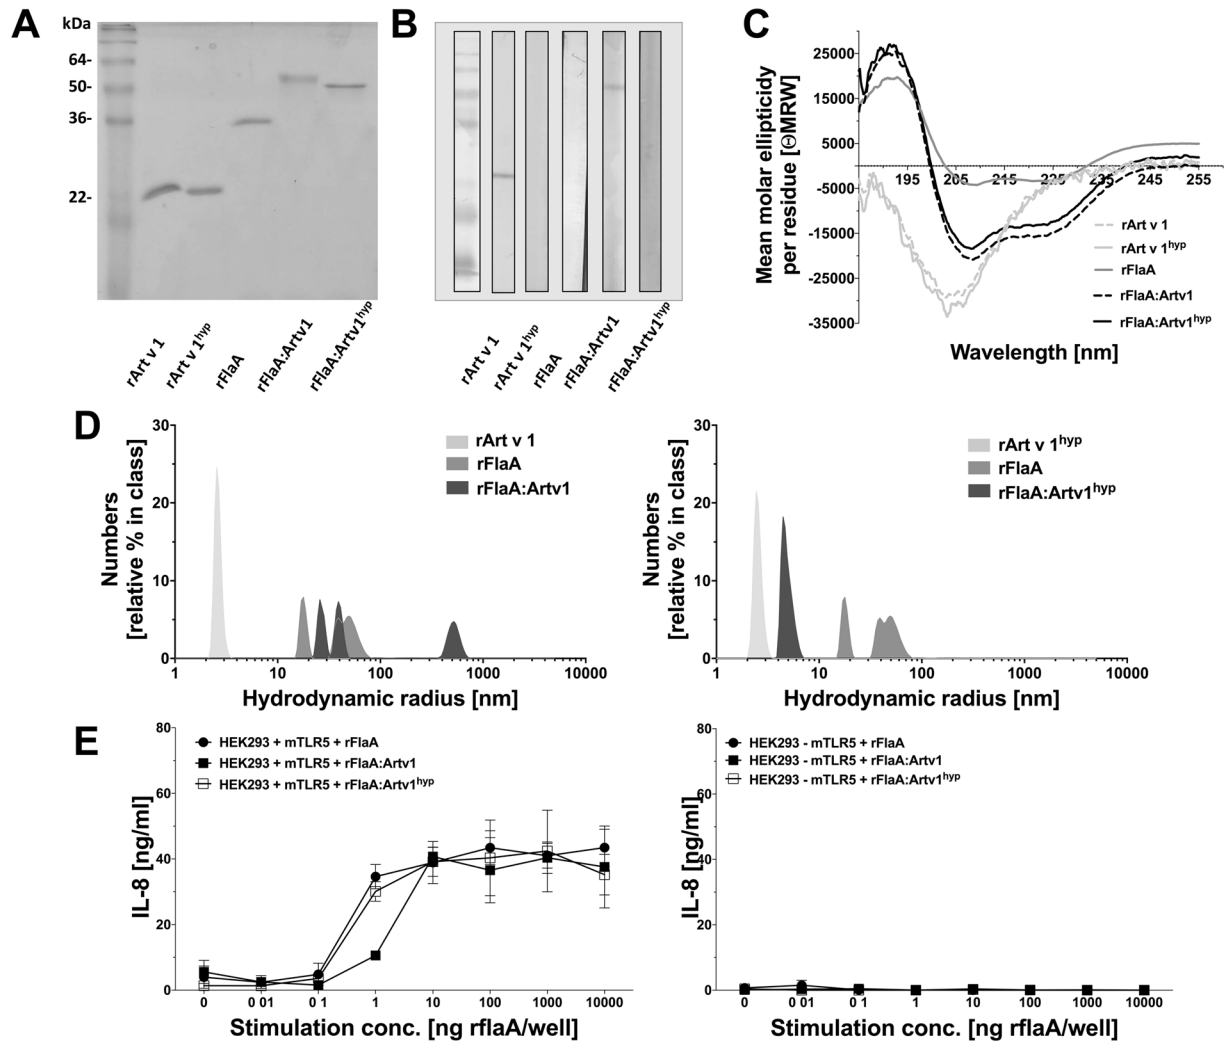 A
kDa
64-
50-
36-
22-
rArt v 1
rArt v 1hyp
rFlaA
rFlaA:Artv1
rFlaA:Artv1hyp
B
rArt v 1
rArt v 1hyp
rFlaA
rFlaA:Artv1
rFlaA:Artv1hyp
C
Mean molar ellipticidy
per residue [ΘMRW]
25000
15000
5000
-5000
-15000
-25000
-35000
195 205 215 225 235 245 255
rArt v 1
rArt v 1hyp
rFlaA
rFlaA:Artv1
rFlaA:Artv1hyp
Wavelength [nm]
D
Numbers
[relative % in class]
30
20
10
0
rArt v 1
rFlaA
rFlaA:Artv1
1 10 100 1000 10000
Hydrodynamic radius [nm]
Numbers
[relative % in class]
30
20
10
0
rArt v 1hyp
rFlaA
rFlaA:Artv1hyp
1 10 100 1000 10000
Hydrodynamic radius [nm]
E
IL-8 [ng/ml]
80
60
40
20
0
HEK293 + mTLR5 + rFlaA
HEK293 + mTLR5 + rFlaA:Artv1
HEK293 + mTLR5 + rFlaA:Artv1hyp
0 0 01 0 1 1 10 100 1000 10000
Stimulation conc. [ng rflaA/well]
IL-8 [ng/ml]
80
60
40
20
0
HEK293 - mTLR5 + rFlaA
HEK293 - mTLR5 + rFlaA:Artv1
HEK293 - mTLR5 + rFlaA:Artv1hyp
0 0 01 0 1 1 10 100 1000 10000
Stimulation conc. [ng rflaA/well]